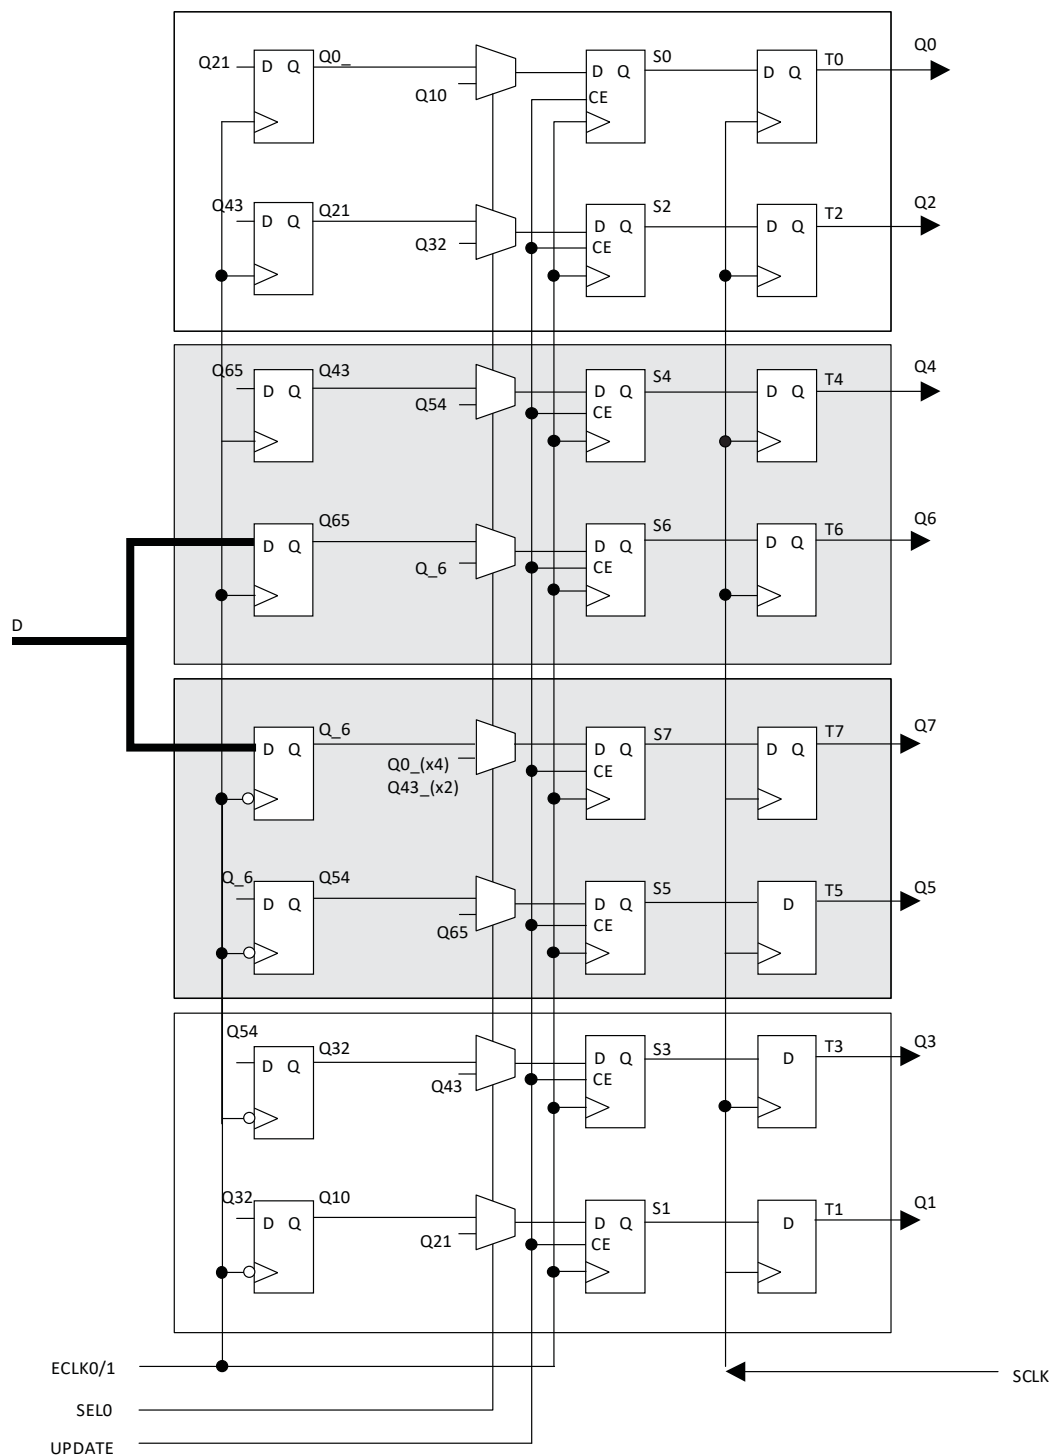 Q21 D Q Q0_ Q10 D Q CE S0 D Q T0 Q0
Q43 D Q Q21 Q32 D Q CE S2 D Q T2 Q2
Q65 D Q Q43 Q54 D Q CE S4 D Q T4 Q4
D Q Q65 Q_6 D Q CE S6 D Q T6 Q6
D
D Q Q_6 Q0_(x4) D Q CE S7 D Q T7 Q7
Q43_(x2)
Q_6 D Q Q54 Q65 D Q CE S5 D T5 Q5
Q54 D Q Q32 Q43 D Q CE S3 D T3 Q3
Q32 D Q Q10 Q21 D Q CE S1 D T1 Q1
ECLK0/1
SCLK
SEL0
UPDATE